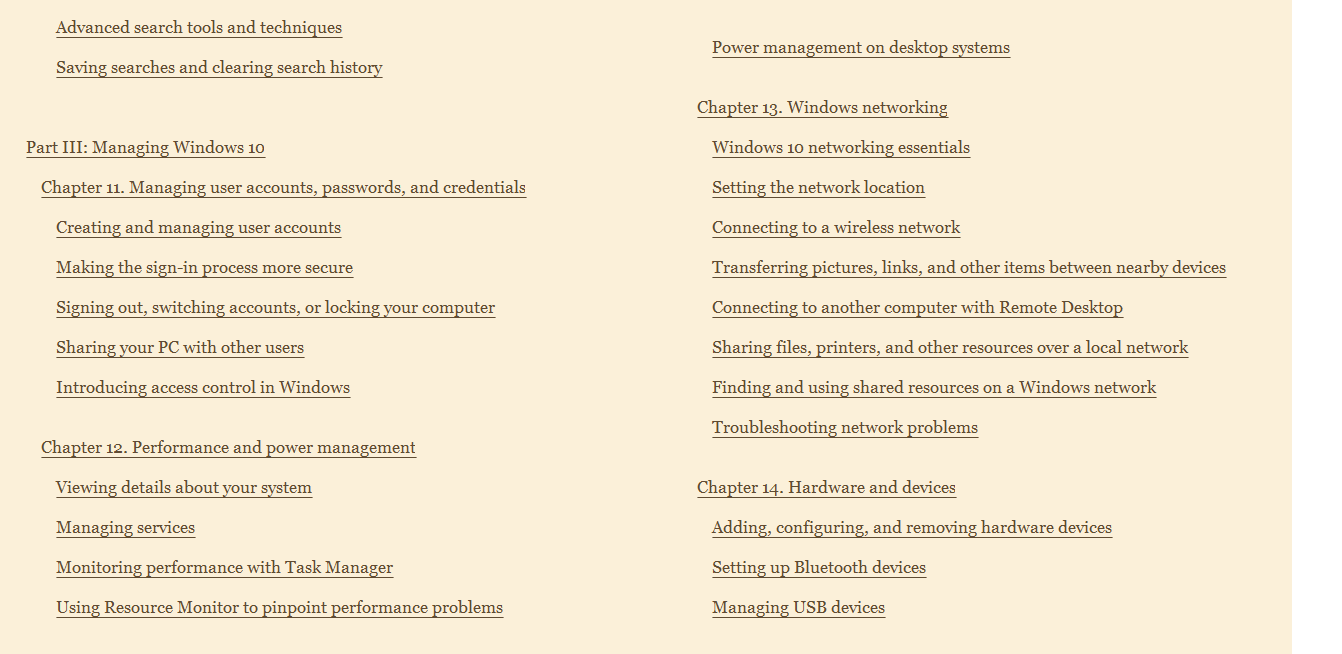 Advanced search tools and techniques
Saving searches and clearing search history
Part III: Managing Windows 10
Chapter 11. Managing user accounts, passwords, and credentials
Creating and managing user accounts
Making the sign-in process more secure
Signing out, switching accounts, or locking your computer
Sharing your PC with other users
Introducing access control in Windows
Chapter 12. Performance and power management
Viewing details about your system
Managing services
Monitoring performance with Task Manager
Using Resource Monitor to pinpoint performance problems
Power management on desktop systems
Chapter 13. Windows networking
Windows 10 networking essentials
Setting the network location
Connecting to a wireless network
Transferring pictures, links, and other items between nearby devices
Connecting to another computer with Remote Desktop
Sharing files, printers, and other resources over a local network
Finding and using shared resources on a Windows network
Troubleshooting network problems
Chapter 14. Hardware and devices
Adding, configuring, and removing hardware devices
Setting up Bluetooth devices
Managing USB devices